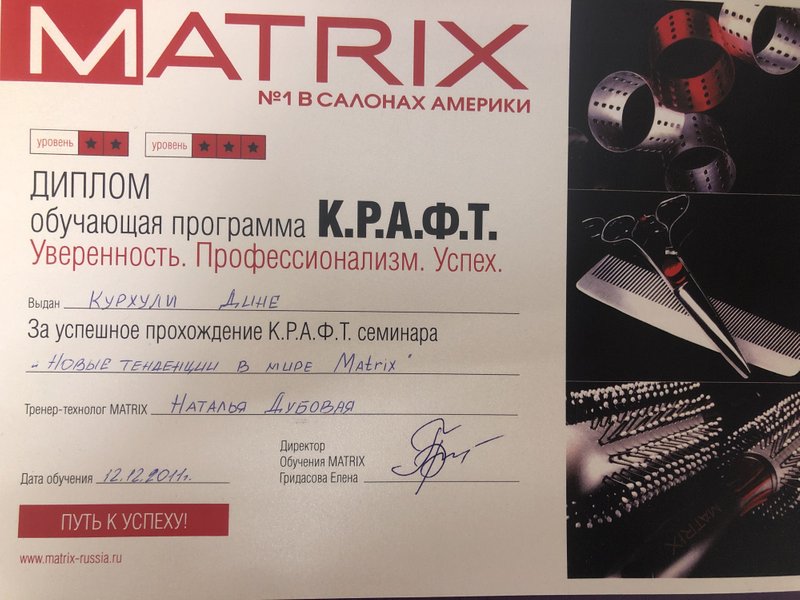 MATRIX
№1 В САЛОНАХ АМЕРИКИ
уровень уровень
ДИПЛОМ
обучающая программа К.Р.А.Ф.Т.
Уверенность. Профессионализм. Успех.
Выдан Курхули Дине
За успешное прохождение К.Р.А.Ф.Т. семинара
„Новые тенденции в мире Matrix"
Тренер-технолог MATRIX Наталья Дубовая
Директор
Обучения MATRIX
Гридасова Елена
Дата обучения 12.12.2011г.
ПУТЬ К УСПЕХУ!
www.matrix-russia.ru
MATRIX